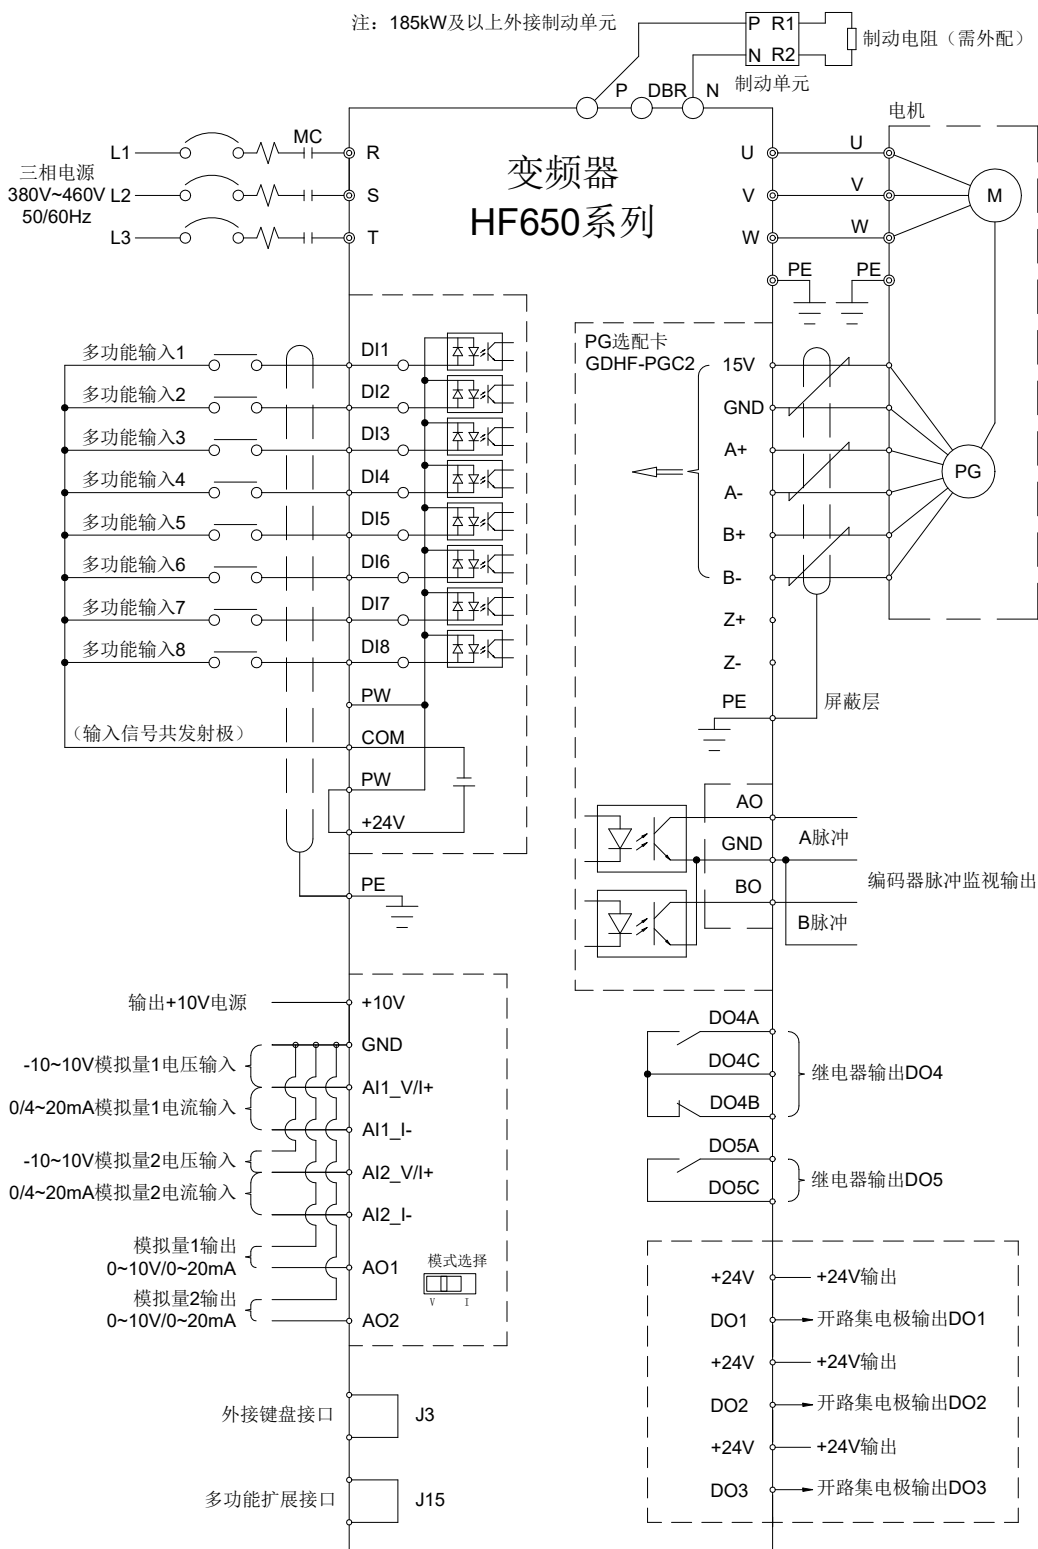 注：185kW及以上外接制动单元
P R1
N R2
制动电阻（需外配）
制动单元
P
DBR
N
三相电源
380V~460V
50/60Hz
L1
L2
L3
MC
R
S
T
变频器
HF650系列
U
V
W
PE
电机
U
V
W
PE
M
多功能输入1
多功能输入2
多功能输入3
多功能输入4
多功能输入5
多功能输入6
多功能输入7
多功能输入8
（输入信号共发射极）
DI1
DI2
DI3
DI4
DI5
DI6
DI7
DI8
PW
COM
PW
+24V
PE
PG选配卡
GDHF-PGC2
15V
GND
A+
A-
B+
B-
Z+
Z-
PE
PG
屏蔽层
AO
GND
BO
A脉冲
B脉冲
编码器脉冲监视输出
输出+10V电源
-10~10V模拟量1电压输入
0/4~20mA模拟量1电流输入
-10~10V模拟量2电压输入
0/4~20mA模拟量2电流输入
模拟量1输出
0~10V/0~20mA
模拟量2输出
0~10V/0~20mA
+10V
GND
AI1_V/I+
AI1_I-
AI2_V/I+
AI2_I-
AO1
AO2
模式选择
V I
外接键盘接口
J3
多功能扩展接口
J15
DO4A
DO4C
DO4B
继电器输出DO4
DO5A
DO5C
继电器输出DO5
+24V
+24V输出
DO1
开路集电极输出DO1
+24V
+24V输出
DO2
开路集电极输出DO2
+24V
+24V输出
DO3
开路集电极输出DO3